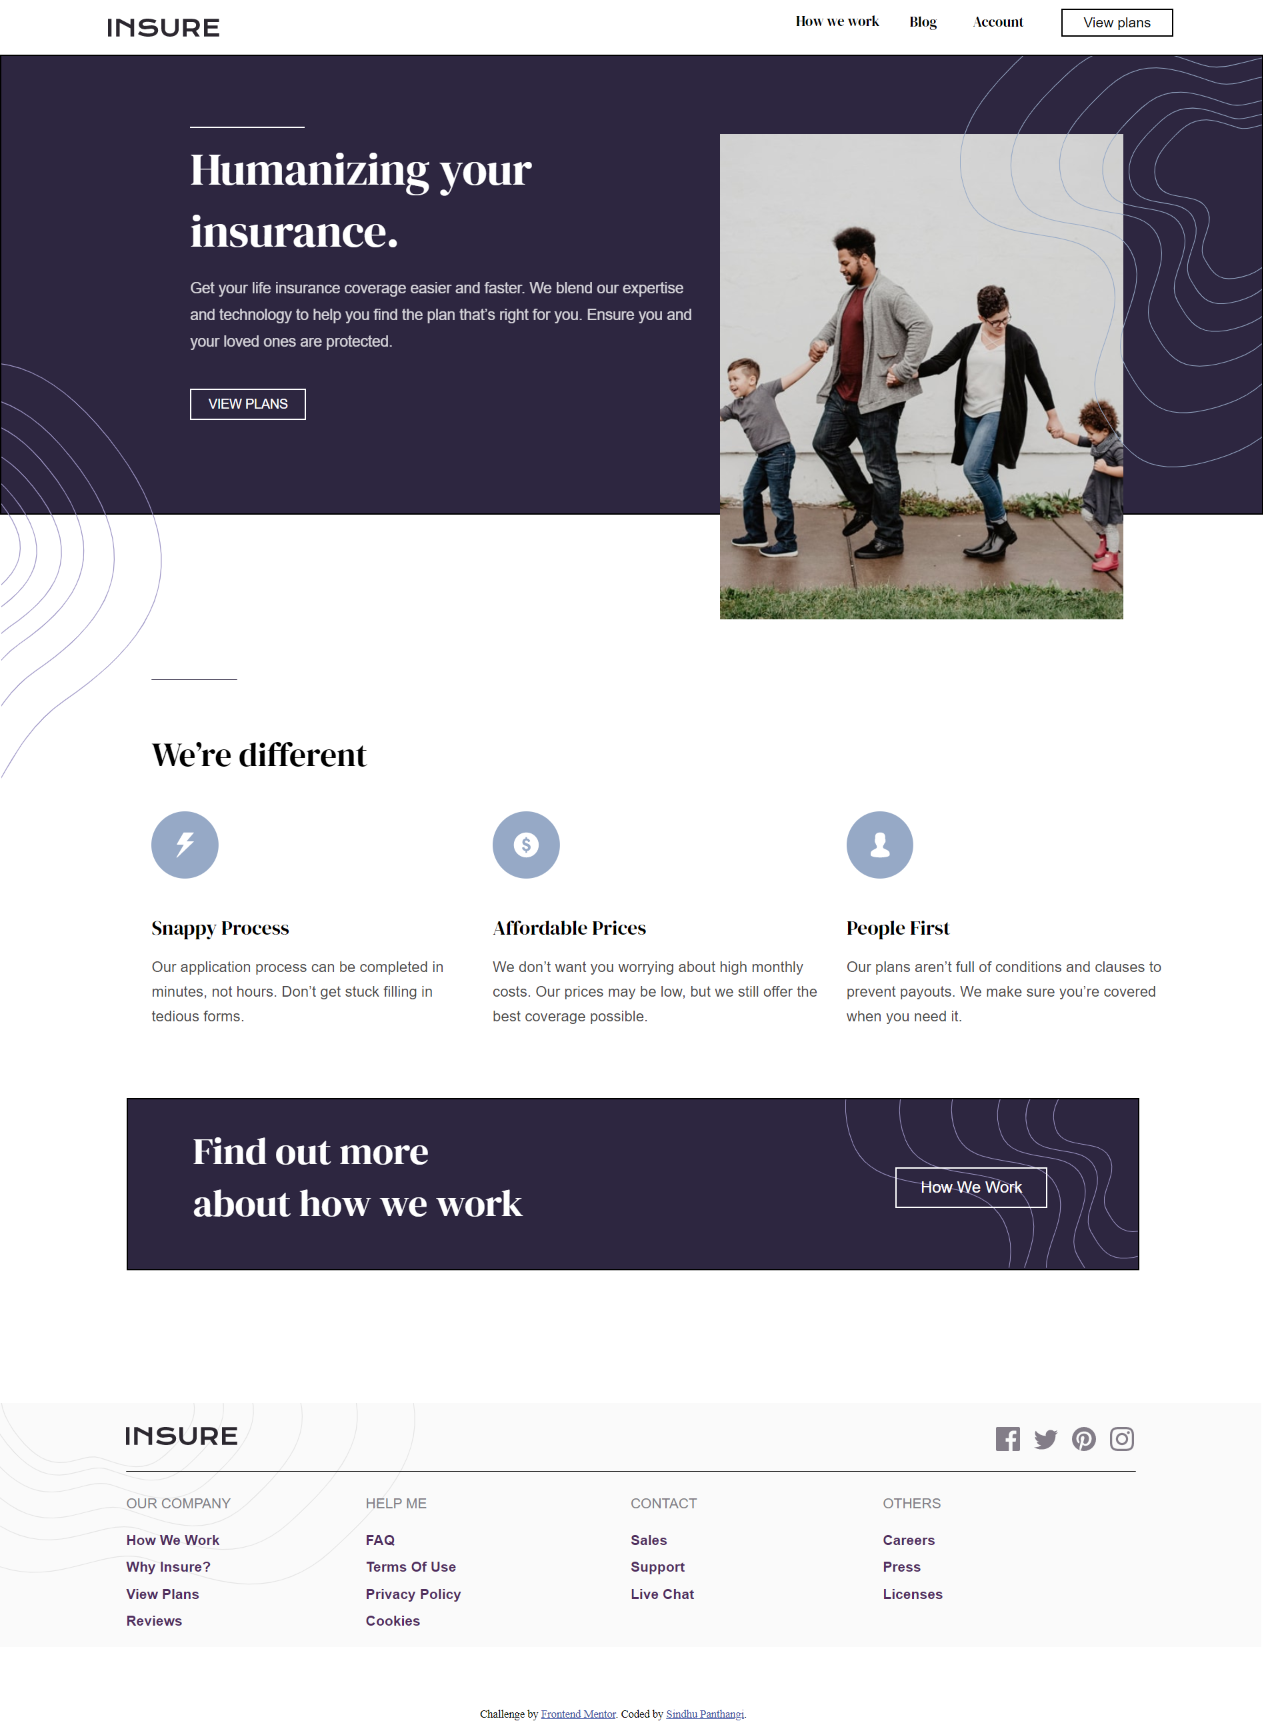 INSURE
How we work
Blog
Account
View plans
Humanizing your
insurance.
Get your life insurance coverage easier and faster. We blend our expertise
and technology to help you find the plan that’s right for you. Ensure you and
your loved ones are protected.
VIEW PLANS
We’re different
Snappy Process
Our application process can be completed in
minutes, not hours. Don’t get stuck filling in
tedious forms.
Affordable Prices
We don’t want you worrying about high monthly
costs. Our prices may be low, but we still offer the
best coverage possible.
People First
Our plans aren’t full of conditions and clauses to
prevent payouts. We make sure you’re covered
when you need it.
Find out more
about how we work
How We Work
INSURE
OUR COMPANY
How We Work
Why Insure?
View Plans
Reviews
HELP ME
FAQ
Terms Of Use
Privacy Policy
Cookies
CONTACT
Sales
Support
Live Chat
OTHERS
Careers
Press
Licenses
Challenge by Frontend Mentor. Coded by Sindhu Panthangi.